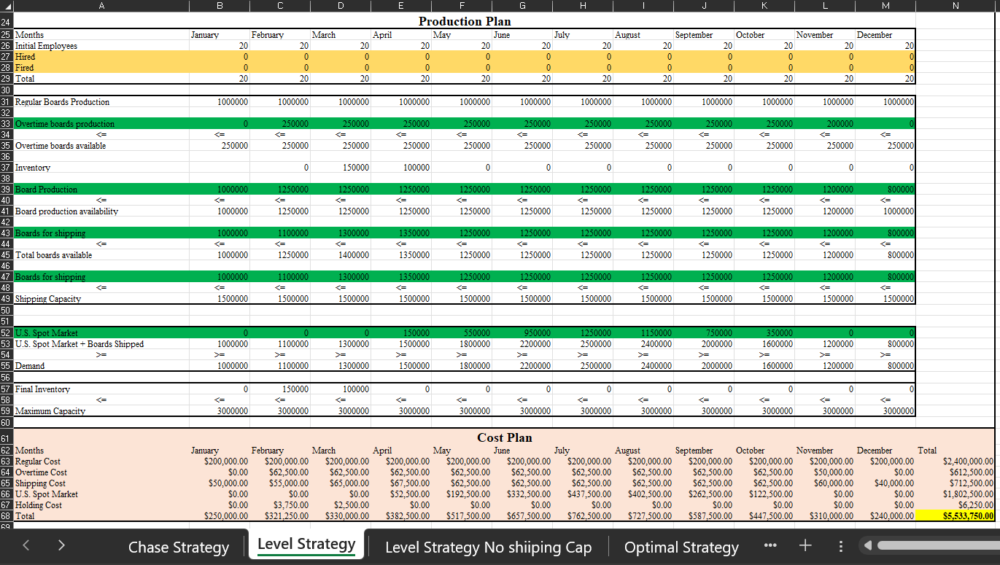 A B C D E F G H I J K L M N
24 Production Plan
25 Months January February March April May June July August September October November December
26 Initial Employees 20 20 20 20 20 20 20 20 20 20 20 20
27 Hired 0 0 0 0 0 0 0 0 0 0 0 0
28 Fired 0 0 0 0 0 0 0 0 0 0 0 0
29 Total 20 20 20 20 20 20 20 20 20 20 20 20
30
31 Regular Boards Production 1000000 1000000 1000000 1000000 1000000 1000000 1000000 1000000 1000000 1000000 1000000 1000000
32
33 Overtime boards production 0 250000 250000 250000 250000 250000 250000 250000 250000 250000 200000 0
34 <= <= <= <= <= <= <= <= <= <= <= <= <=
35 Overtime boards available 250000 250000 250000 250000 250000 250000 250000 250000 250000 250000 250000 250000
36
37 Inventory 0 150000 100000 0 0 0 0 0 0 0 0
38
39 Board Production 1000000 1250000 1250000 1250000 1250000 1250000 1250000 1250000 1250000 1250000 1200000 800000
40 <= <= <= <= <= <= <= <= <= <= <= <= <=
41 Board production availability 1000000 1250000 1250000 1250000 1250000 1250000 1250000 1250000 1250000 1250000 1200000 1000000
42
43 Boards for shipping 1000000 1100000 1300000 1350000 1250000 1250000 1250000 1250000 1250000 1250000 1200000 800000
44 <= <= <= <= <= <= <= <= <= <= <= <= <=
45 Total boards available 1000000 1250000 1400000 1350000 1250000 1250000 1250000 1250000 1250000 1250000 1200000 800000
46
47 Boards for shipping 1000000 1100000 1300000 1350000 1250000 1250000 1250000 1250000 1250000 1250000 1200000 800000
48 <= <= <= <= <= <= <= <= <= <= <= <= <=
49 Shipping Capacity 1500000 1500000 1500000 1500000 1500000 1500000 1500000 1500000 1500000 1500000 1500000 1500000
50
51
52 U.S. Spot Market 0 0 0 150000 550000 950000 1250000 1150000 750000 350000 0 0
53 U.S. Spot Market + Boards Shipped 1000000 1100000 1300000 1500000 1800000 2200000 2500000 2400000 2000000 1600000 1200000 800000
54 >= >= >= >= >= >= >= >= >= >= >= >= >=
55 Demand 1000000 1100000 1300000 1500000 1800000 2200000 2500000 2400000 2000000 1600000 1200000 800000
56
57 Final Inventory 0 150000 100000 0 0 0 0 0 0 0 0 0
58 <= <= <= <= <= <= <= <= <= <= <= <= <=
59 Maximum Capacity 3000000 3000000 3000000 3000000 3000000 3000000 3000000 3000000 3000000 3000000 3000000 3000000
60
61 Cost Plan
62 Months January February March April May June July August September October November December Total
63 Regular Cost $200,000.00 $200,000.00 $200,000.00 $200,000.00 $200,000.00 $200,000.00 $200,000.00 $200,000.00 $200,000.00 $200,000.00 $200,000.00 $200,000.00 $2,400,000.00
64 Overtime Cost $0.00 $62,500.00 $62,500.00 $62,500.00 $62,500.00 $62,500.00 $62,500.00 $62,500.00 $62,500.00 $62,500.00 $50,000.00 $0.00 $612,500.00
65 Shipping Cost $50,000.00 $55,000.00 $65,000.00 $67,500.00 $62,500.00 $62,500.00 $62,500.00 $62,500.00 $62,500.00 $62,500.00 $60,000.00 $40,000.00 $712,500.00
66 U.S. Spot Market $0.00 $0.00 $0.00 $52,500.00 $192,500.00 $332,500.00 $437,500.00 $402,500.00 $262,500.00 $122,500.00 $0.00 $0.00 $1,802,500.00
67 Holding Cost $0.00 $3,750.00 $2,500.00 $0.00 $0.00 $0.00 $0.00 $0.00 $0.00 $0.00 $0.00 $0.00 $6,250.00
68 Total $250,000.00 $321,250.00 $330,000.00 $382,500.00 $517,500.00 $657,500.00 $762,500.00 $727,500.00 $587,500.00 $447,500.00 $310,000.00 $240,000.00 $5,533,750.00
69
Chase Strategy Level Strategy Level Strategy No shiiping Cap Optimal Strategy